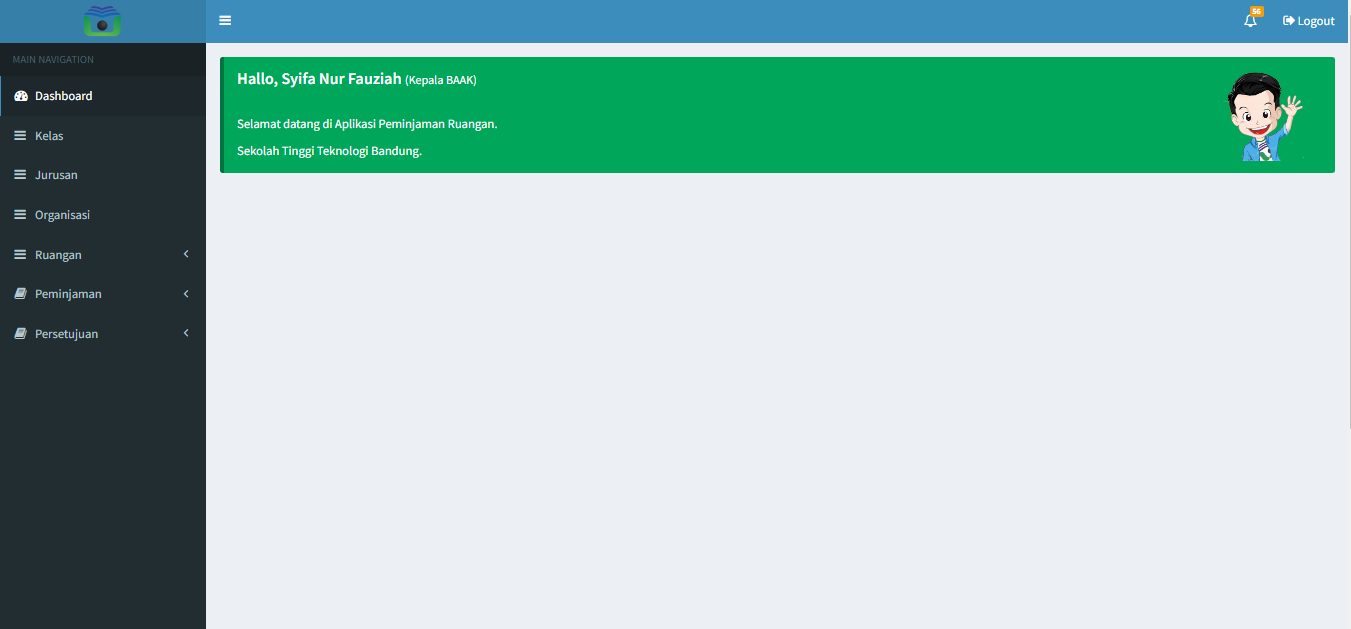 56
Logout
MAIN NAVIGATION
Dashboard
Kelas
Jurusan
Organisasi
Ruangan
Peminjaman
Persetujuan
Hallo, Syifa Nur Fauziah (Kepala BAAK)
Selamat datang di Aplikasi Peminjaman Ruangan.
Sekolah Tinggi Teknologi Bandung.